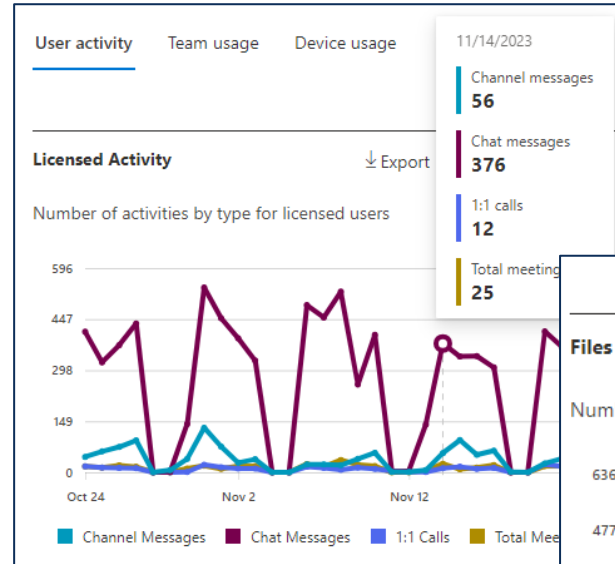 User activity Team usage Device usage
11/14/2023
Channel messages
56
Chat messages
376
1:1 calls
12
Total meeting
25
Licensed Activity
Export
Number of activities by type for licensed users
596
447
298
149
0
Oct 24 Nov 2 Nov 12
Channel Messages Chat Messages 1:1 Calls Total Mee
Files
Num
636
477